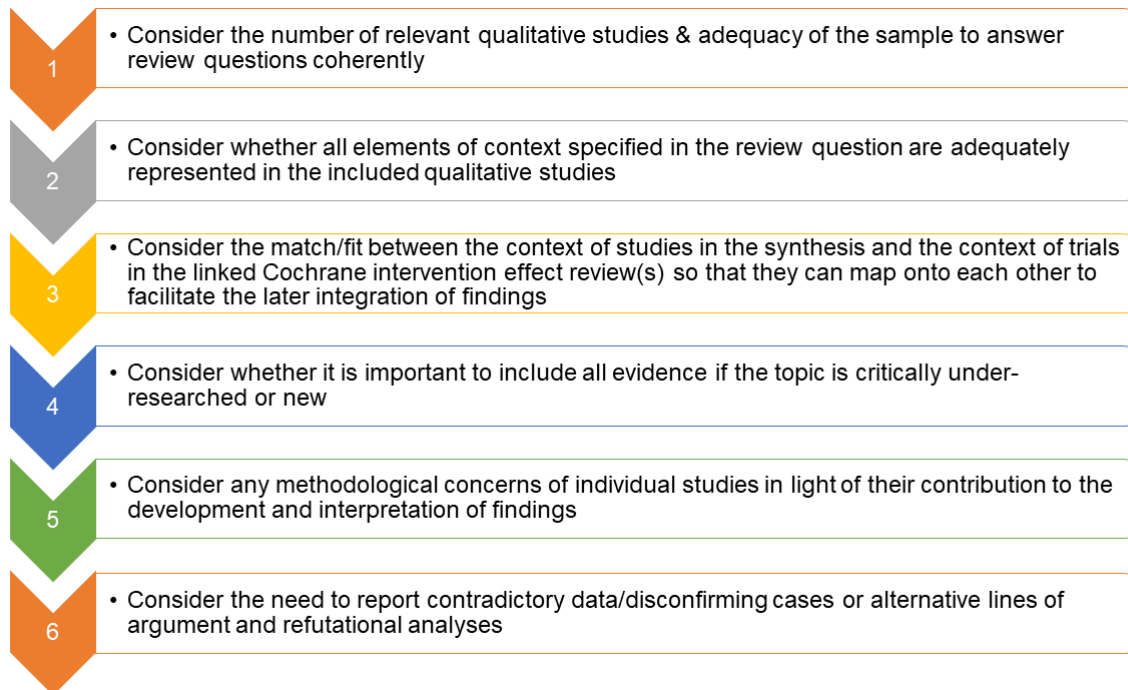 1
• Consider the number of relevant qualitative studies & adequacy of the sample to answer
review questions coherently
2
• Consider whether all elements of context specified in the review question are adequately
represented in the included qualitative studies
3
• Consider the match/fit between the context of studies in the synthesis and the context of trials
in the linked Cochrane intervention effect review(s) so that they can map onto each other to
facilitate the later integration of findings
4
• Consider whether it is important to include all evidence if the topic is critically under-
researched or new
5
• Consider any methodological concerns of individual studies in light of their contribution to the
development and interpretation of findings
6
• Consider the need to report contradictory data/disconfirming cases or alternative lines of
argument and refutational analyses